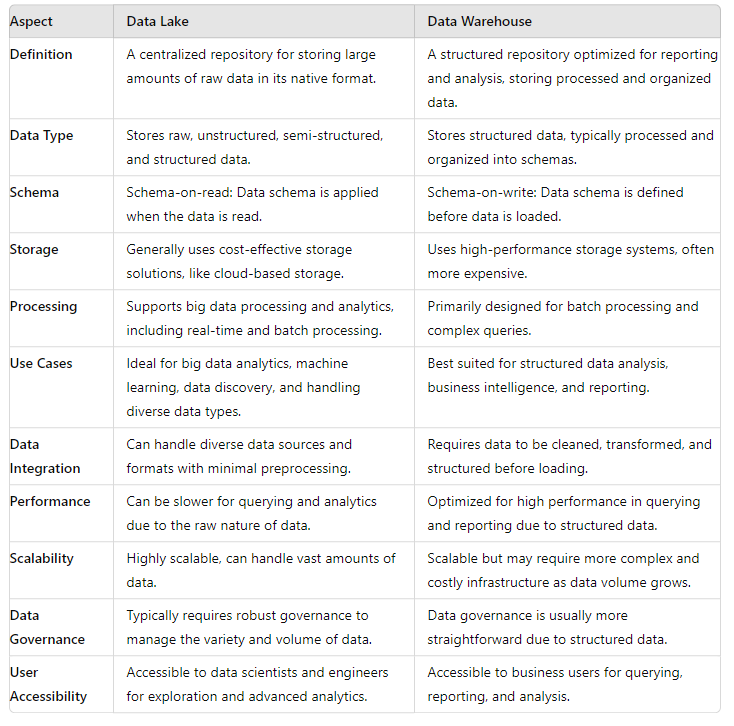 Aspect
Data Lake
Data Warehouse
Definition
A centralized repository for storing large
amounts of raw data in its native format.
A structured repository optimized for reporting
and analysis, storing processed and organized
data.
Data Type
Stores raw, unstructured, semi-structured,
and structured data.
Stores structured data, typically processed and
organized into schemas.
Schema
Schema-on-read: Data schema is applied
when the data is read.
Schema-on-write: Data schema is defined
before data is loaded.
Storage
Generally uses cost-effective storage
solutions, like cloud-based storage.
Uses high-performance storage systems, often
more expensive.
Processing
Supports big data processing and analytics,
including real-time and batch processing.
Primarily designed for batch processing and
complex queries.
Use Cases
Ideal for big data analytics, machine
learning, data discovery, and handling
diverse data types.
Best suited for structured data analysis,
business intelligence, and reporting.
Data
Integration
Can handle diverse data sources and
formats with minimal preprocessing.
Requires data to be cleaned, transformed, and
structured before loading.
Performance
Can be slower for querying and analytics
due to the raw nature of data.
Optimized for high performance in querying
and reporting due to structured data.
Scalability
Highly scalable, can handle vast amounts of
data.
Scalable but may require more complex and
costly infrastructure as data volume grows.
Data
Governance
Typically requires robust governance to
manage the variety and volume of data.
Data governance is usually more
straightforward due to structured data.
User
Accessibility
Accessible to data scientists and engineers
for exploration and advanced analytics.
Accessible to business users for querying,
reporting, and analysis.